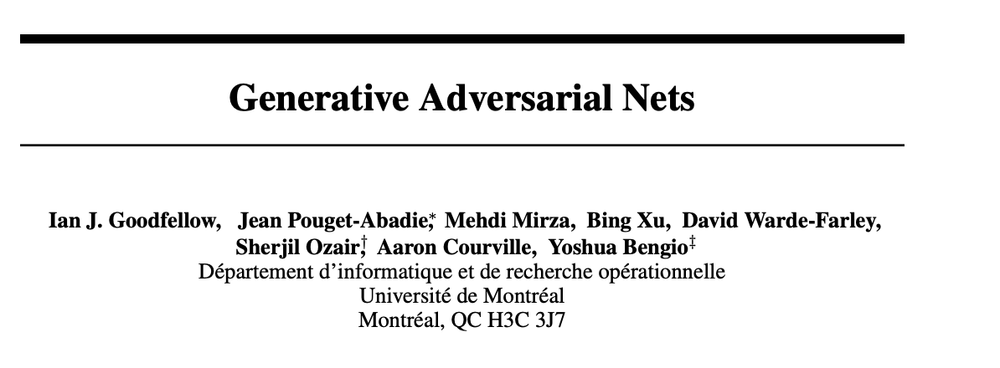 Generative Adversarial Nets
Ian J. Goodfellow, Jean Pouget-Abadie,* Mehdi Mirza, Bing Xu, David Warde-Farley,
Sherjil Ozair,† Aaron Courville, Yoshua Bengio‡
Département d'informatique et de recherche opérationnelle
Université de Montréal
Montréal, QC H3C 3J7